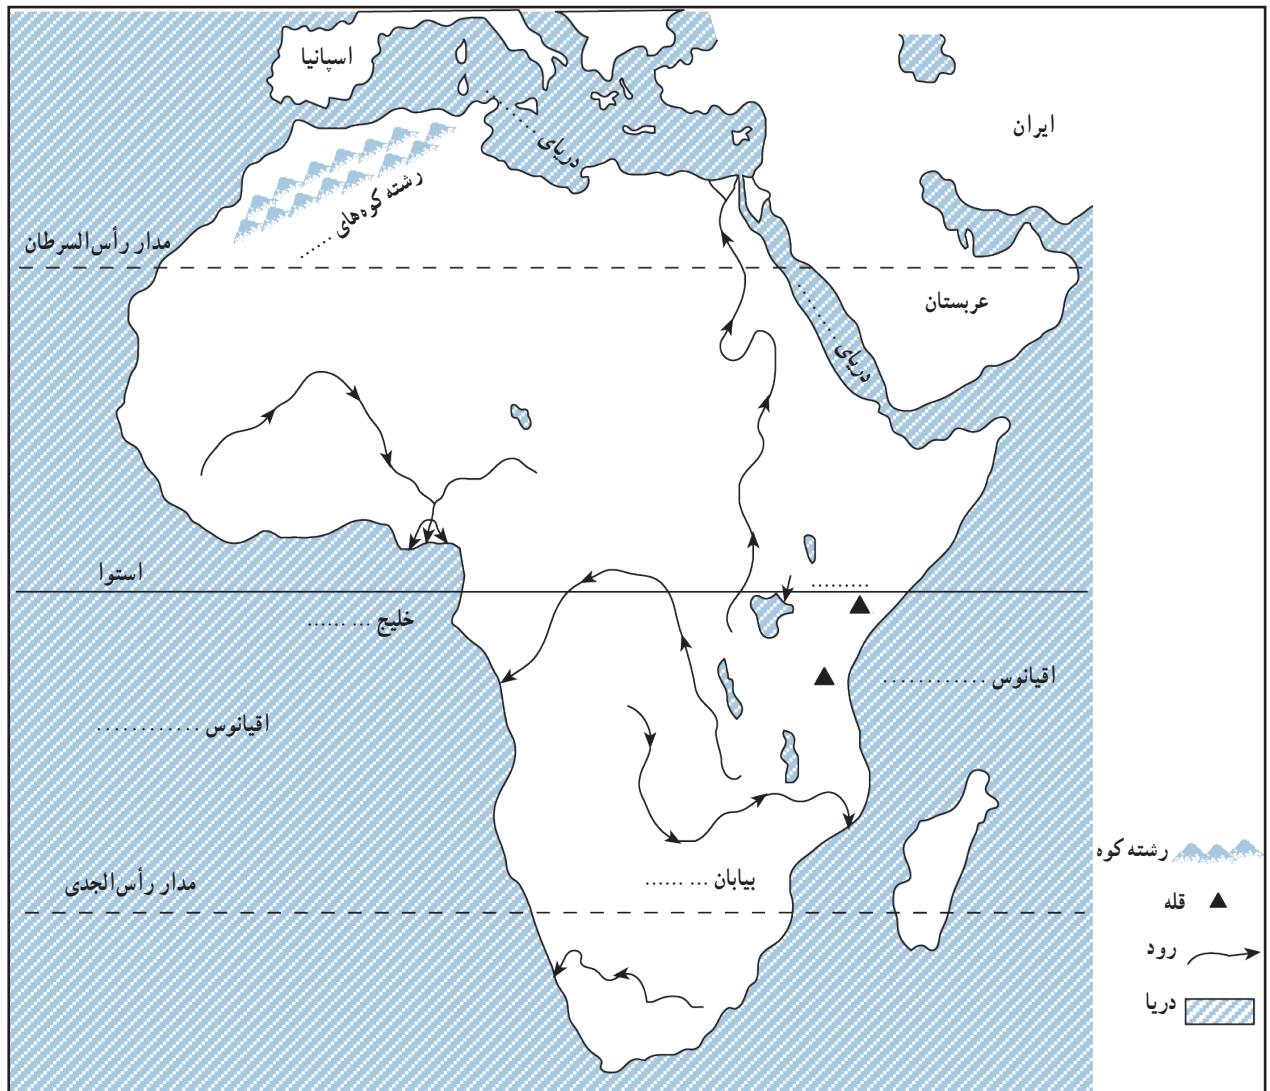 اسپانیا
دریای ........
ایران
رشته کوه‌های ......
مدار رأس‌السرطان
عربستان
دریای ........
استوا
.........
خلیج ... ......
اقیانوس ............
اقیانوس ............
رشته کوه
بیابان ... ......
مدار رأس‌الجدی
قله
رود
دریا